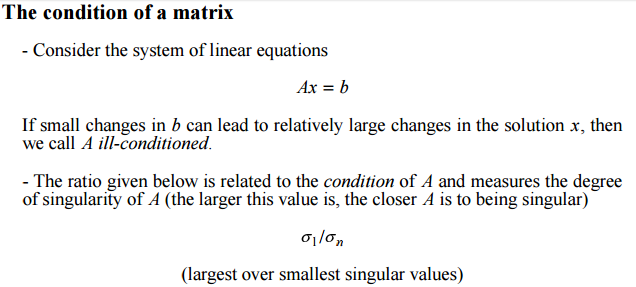 The condition of a matrix
- Consider the system of linear equations
Ax = b
If small changes in b can lead to relatively large changes in the solution x, then
we call A ill-conditioned.
- The ratio given below is related to the condition of A and measures the degree
of singularity of A (the larger this value is, the closer A is to being singular)
σ₁/σₙ
(largest over smallest singular values)